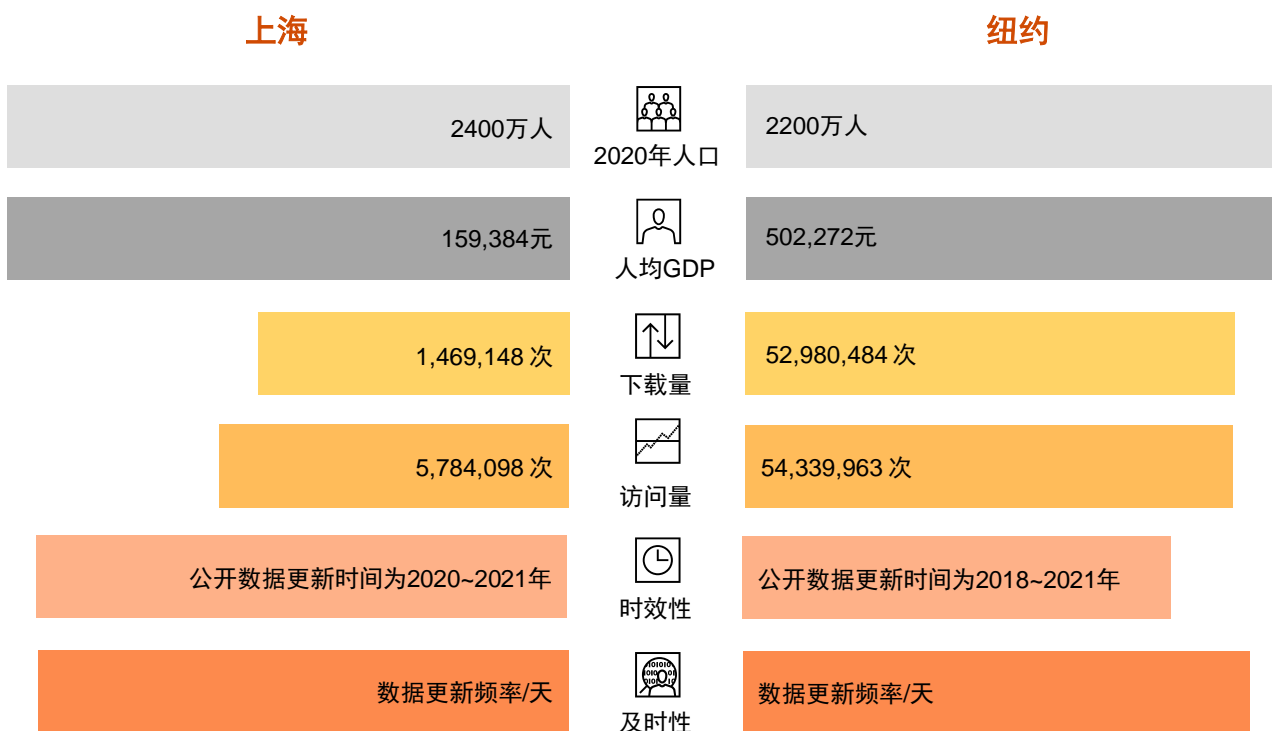 上海
纽约
2400万人
2020年人口
2200万人
159,384元
人均GDP
502,272元
1,469,148 次
下载量
52,980,484 次
5,784,098 次
访问量
54,339,963 次
公开数据更新时间为2020~2021年
时效性
公开数据更新时间为2018~2021年
数据更新频率/天
及时性
数据更新频率/天